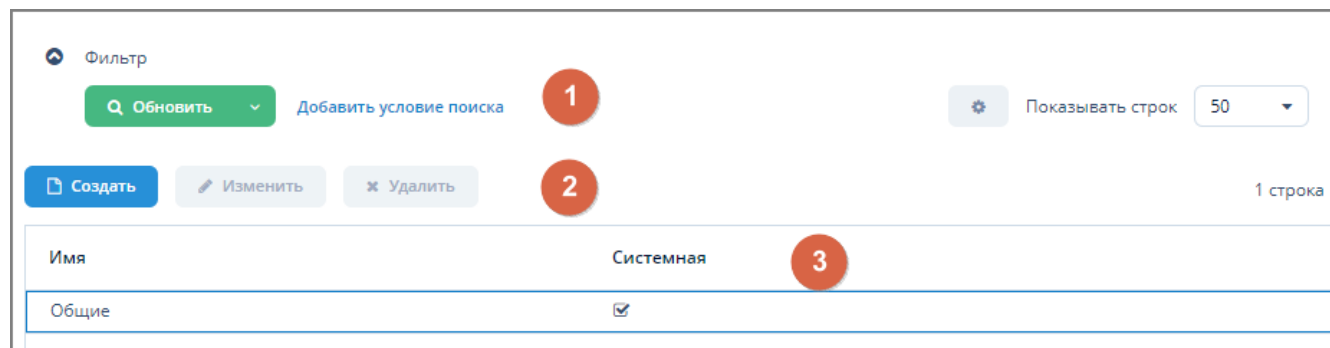 Фильтр
Обновить Добавить условие поиска 1 Показывать строк 50
Создать Изменить Удалить 2 1 строка
Имя Системная 3
Общие